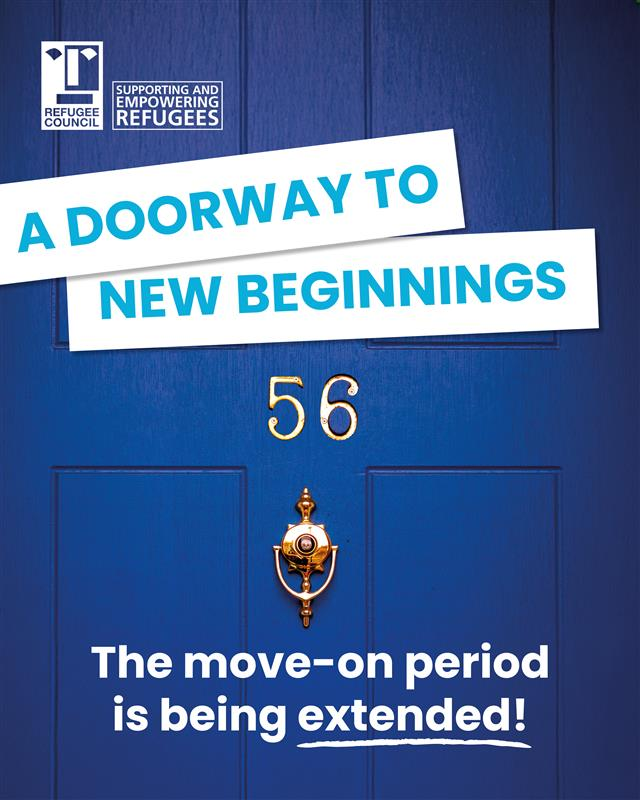 REFUGEE
COUNCIL
SUPPORTING AND
EMPOWERING
REFUGEES
A DOORWAY TO
NEW BEGINNINGS
56
The move-on period
is being extended!